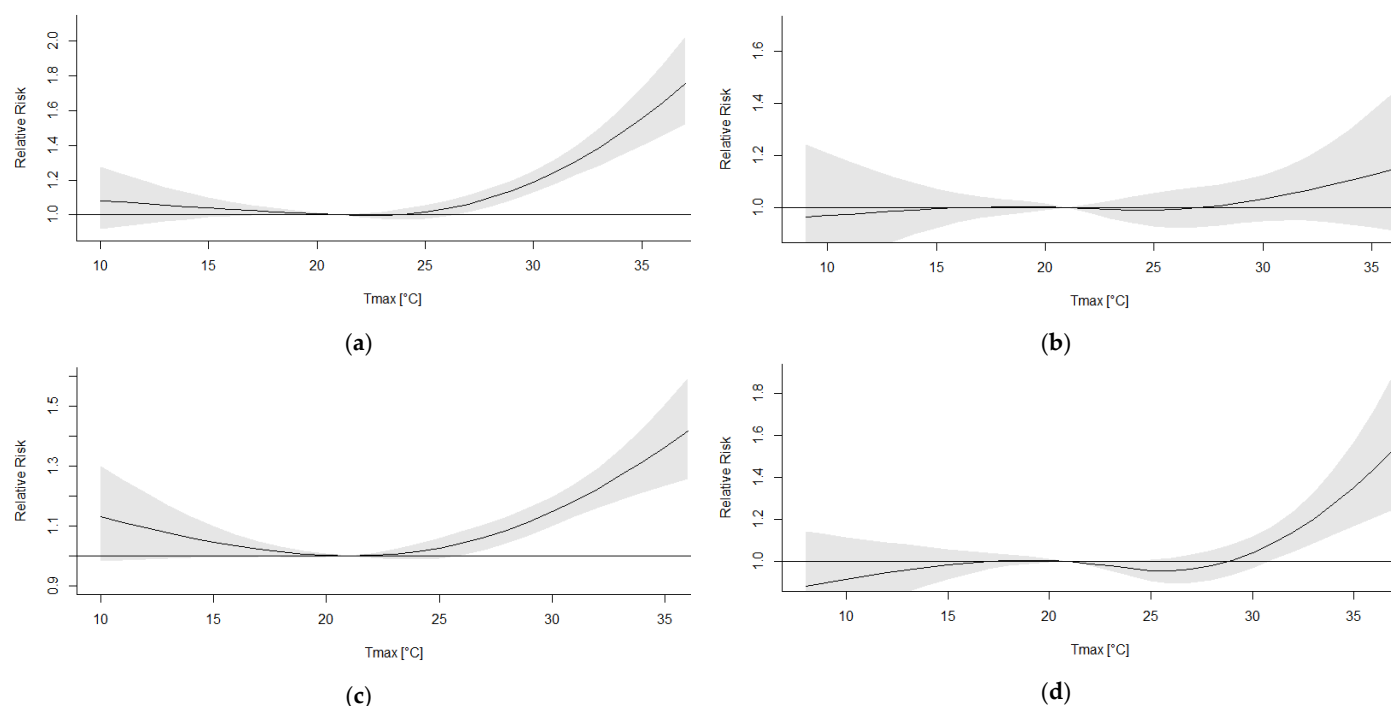 Relative Risk
1.0 1.2 1.4 1.6 1.8 2.0
10 15 20 25 30 35
Tmax [°C]
(a)
Relative Risk
1.0 1.2 1.4 1.6
10 15 20 25 30 35
Tmax [°C]
(b)
Relative Risk
0.9 1.1 1.3 1.5
10 15 20 25 30 35
Tmax [°C]
(c)
Relative Risk
1.0 1.2 1.4 1.6 1.8
10 15 20 25 30 35
Tmax [°C]
(d)